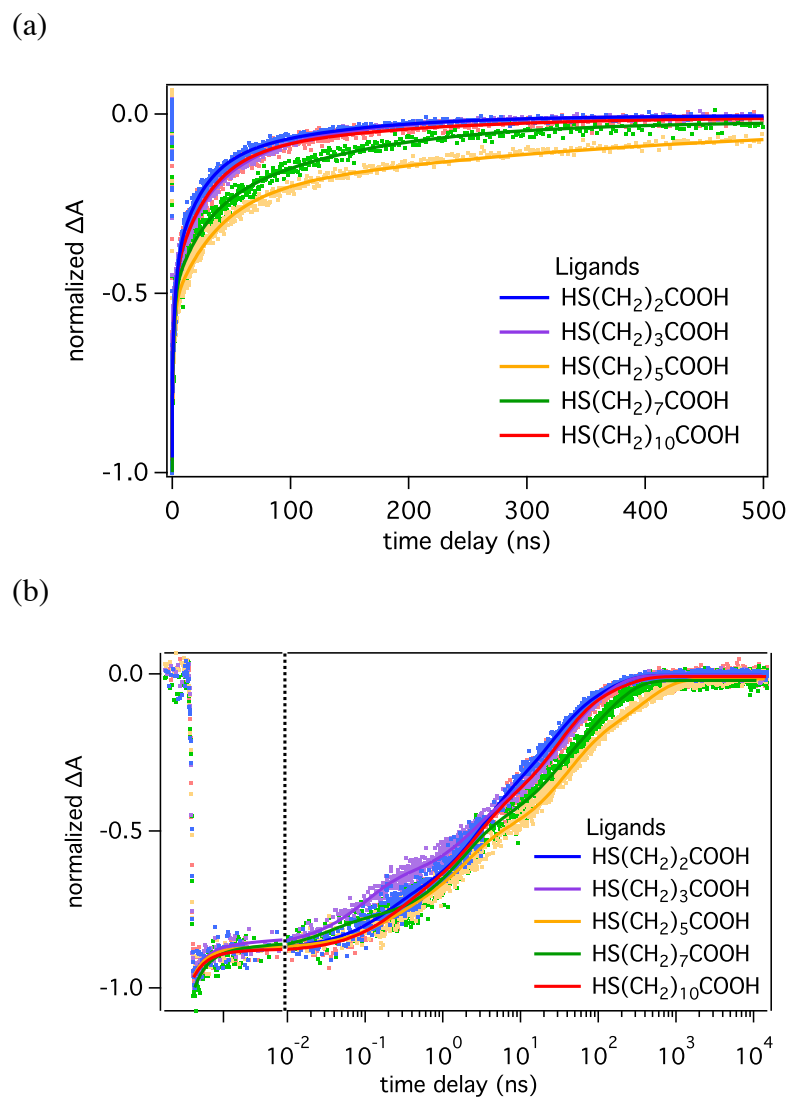 (a)
0.0
-0.5
-1.0
normalized ΔA
Ligands
HS(CH₂)₂COOH
HS(CH₂)₃COOH
HS(CH₂)₅COOH
HS(CH₂)₇COOH
HS(CH₂)₁₀COOH
0 100 200 300 400 500
time delay (ns)
(b)
0.0
-0.5
-1.0
normalized ΔA
Ligands
HS(CH₂)₂COOH
HS(CH₂)₃COOH
HS(CH₂)₅COOH
HS(CH₂)₇COOH
HS(CH₂)₁₀COOH
10⁻² 10⁻¹ 10⁰ 10¹ 10² 10³ 10⁴
time delay (ns)